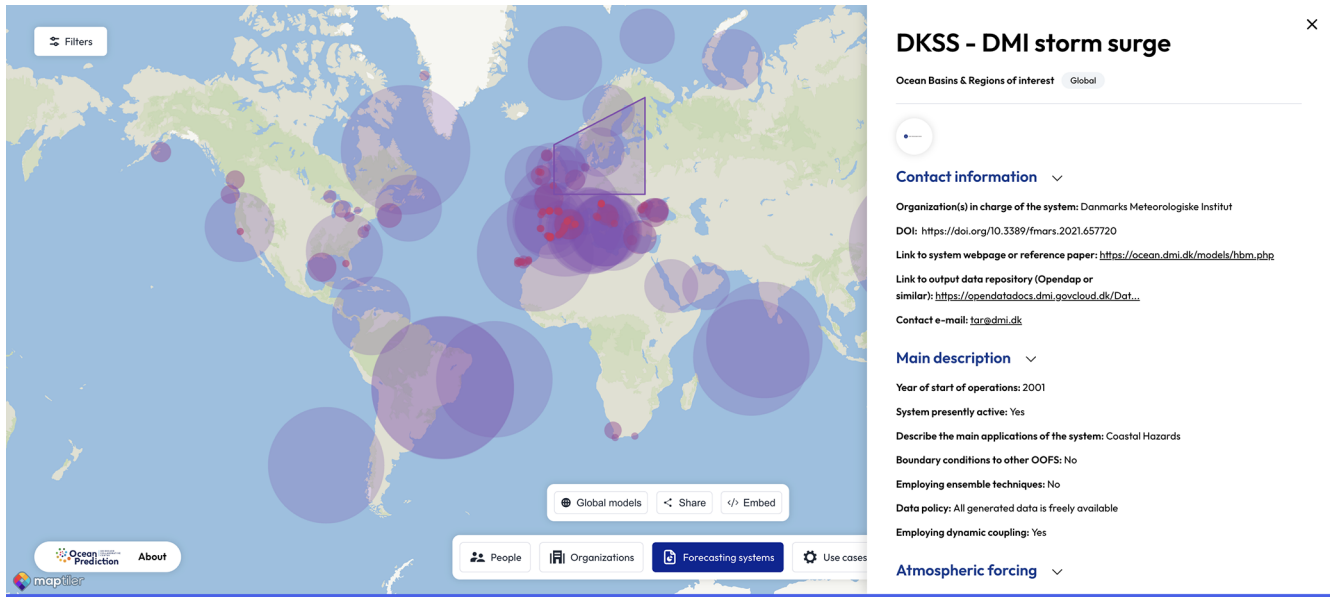 Filters
Global models
Share
</> Embed
Ocean
Prediction
About
People
Organizations
Forecasting systems
Use cases
maptiler
DKSS - DMI storm surge
Ocean Basins & Regions of interest Global
Contact information
Organization(s) in charge of the system: Danmarks Meteorologiske Institut
DOI: https://doi.org/10.3389/fmars.2021.657720
Link to system webpage or reference paper: https://ocean.dmi.dk/models/hbm.php
Link to output data repository (Opendap or
similar): https://opendatadocs.dmi.govcloud.dk/Dat...
Contact e-mail: tar@dmi.dk
Main description
Year of start of operations: 2001
System presently active: Yes
Describe the main applications of the system: Coastal Hazards
Boundary conditions to other OOFS: No
Employing ensemble techniques: No
Data policy: All generated data is freely available
Employing dynamic coupling: Yes
Atmospheric forcing